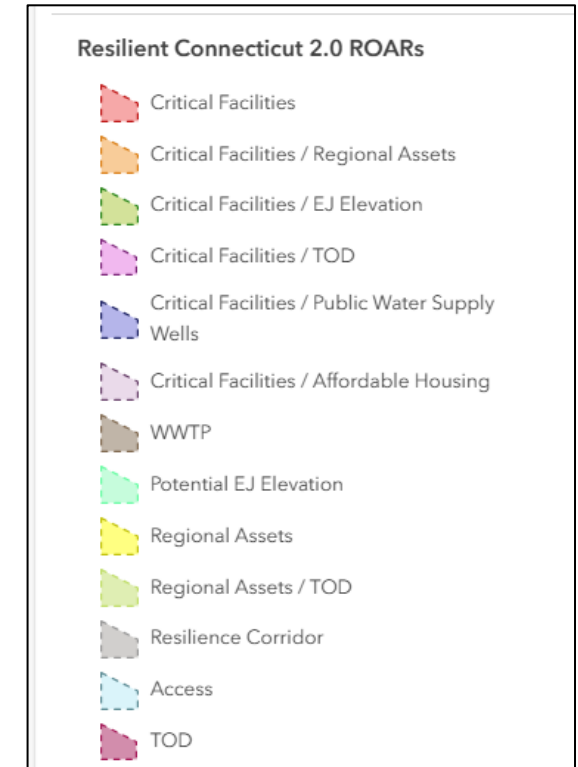 Resilient Connecticut 2.0 ROARs
Critical Facilities
Critical Facilities / Regional Assets
Critical Facilities / EJ Elevation
Critical Facilities / TOD
Critical Facilities / Public Water Supply
Wells
Critical Facilities / Affordable Housing
WWTP
Potential EJ Elevation
Regional Assets
Regional Assets / TOD
Resilience Corridor
Access
TOD